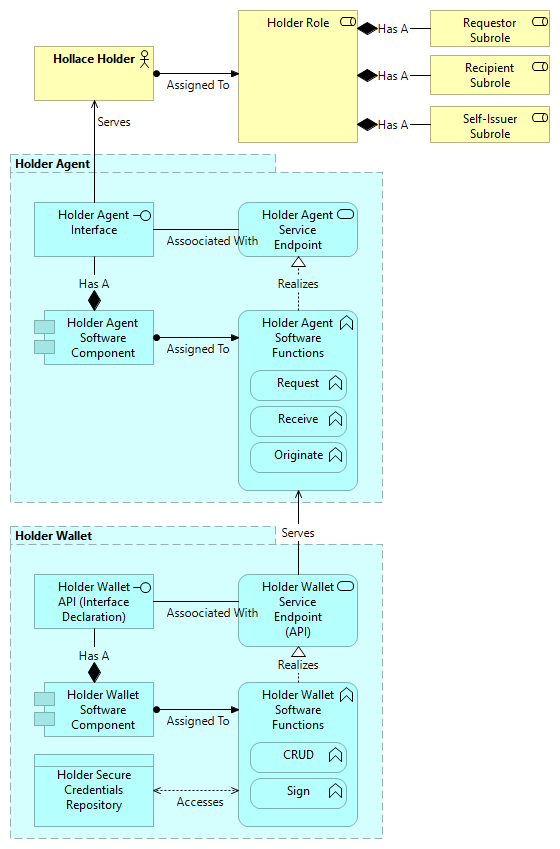 Hollace Holder
Assigned To
Holder Role
Has A
Requestor
Subrole
Has A
Recipient
Subrole
Has A
Self-Issuer
Subrole
Serves
Holder Agent
Holder Agent
Interface
Assoociated With
Holder Agent
Service
Endpoint
Has A
Realizes
Holder Agent
Software
Component
Assigned To
Holder Agent
Software
Functions
Request
Receive
Originate
Serves
Holder Wallet
Holder Wallet
API (Interface
Declaration)
Assoociated With
Holder Wallet
Service
Endpoint
(API)
Has A
Realizes
Holder Wallet
Software
Component
Assigned To
Holder Wallet
Software
Functions
CRUD
Sign
Holder Secure
Credentials
Repository
Accesses